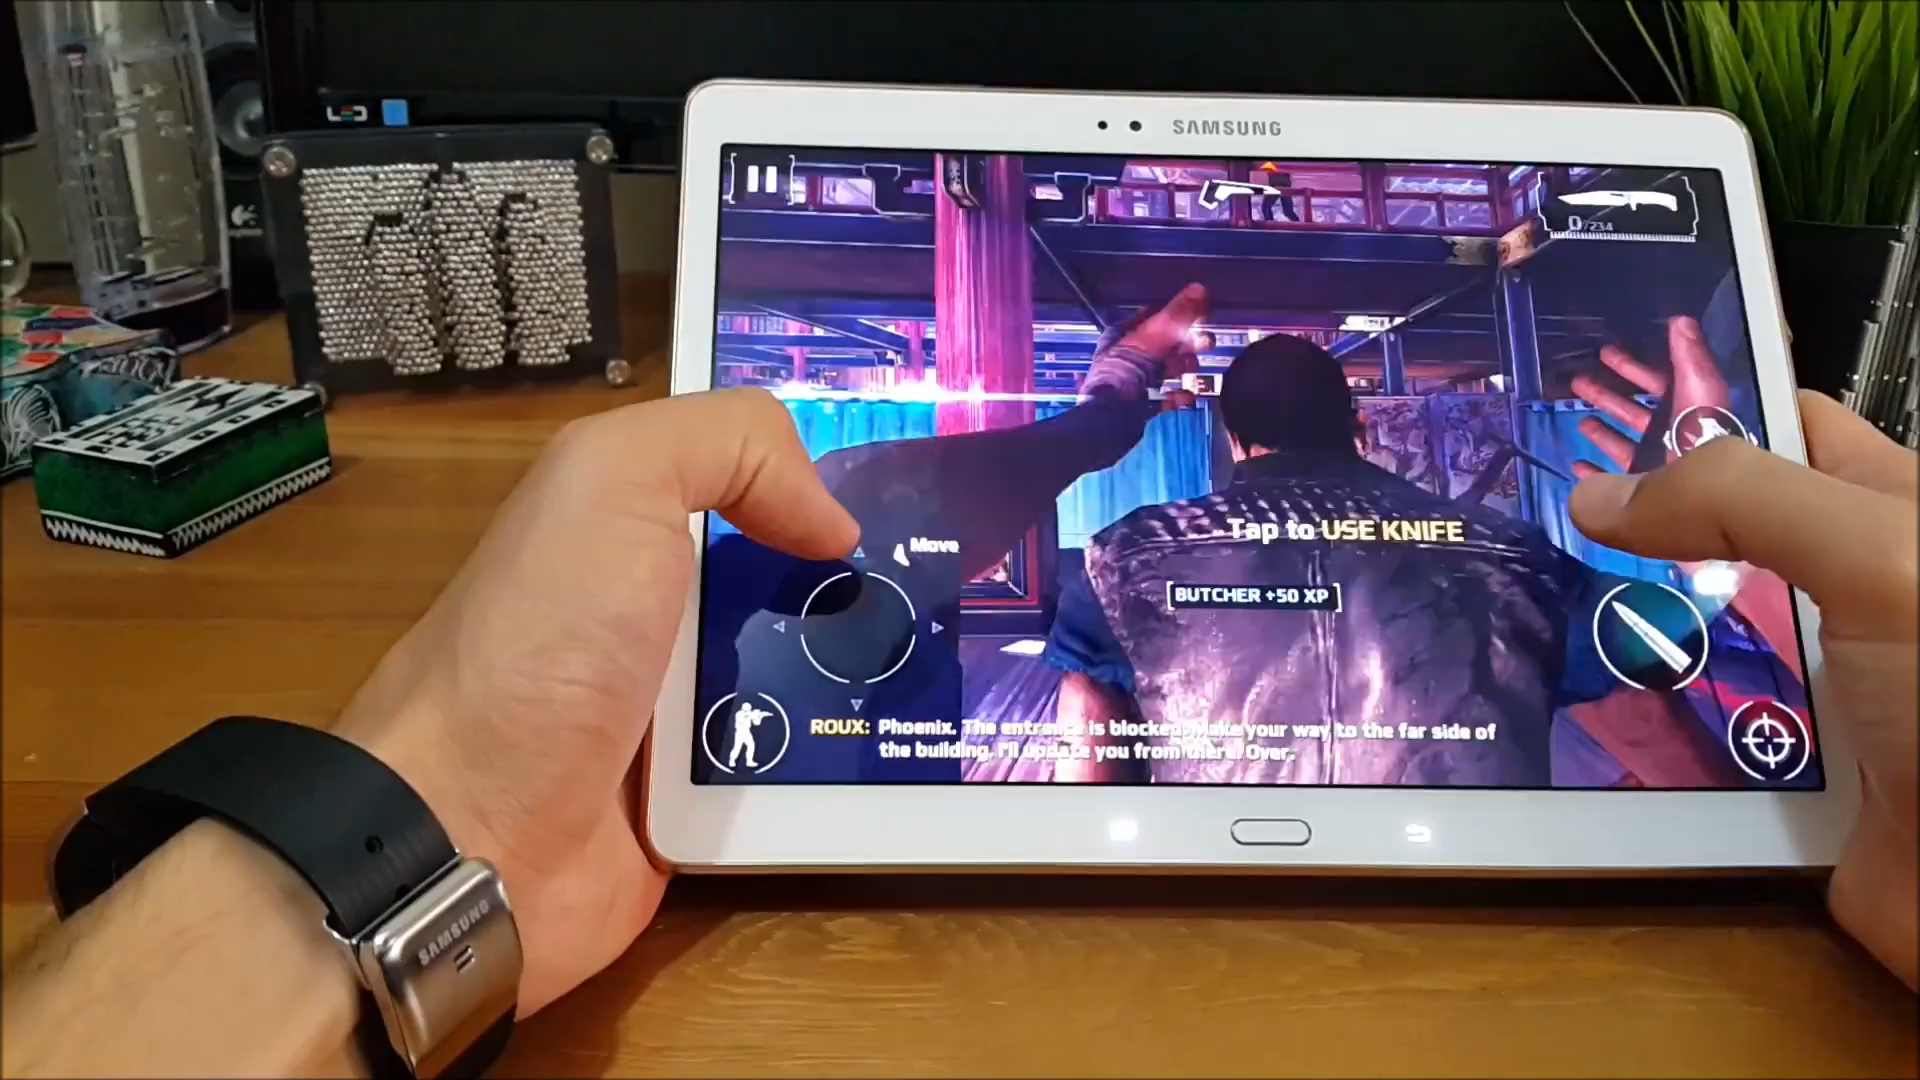 LED
SAMSUNG
0/234
Move
Tap to USE KNIFE
BUTCHER +50 XP
ROUX: Phoenix. The entrance is blocked. Make your way to the far side of
the building. I'll update you from there. Over.
SAMSUNG